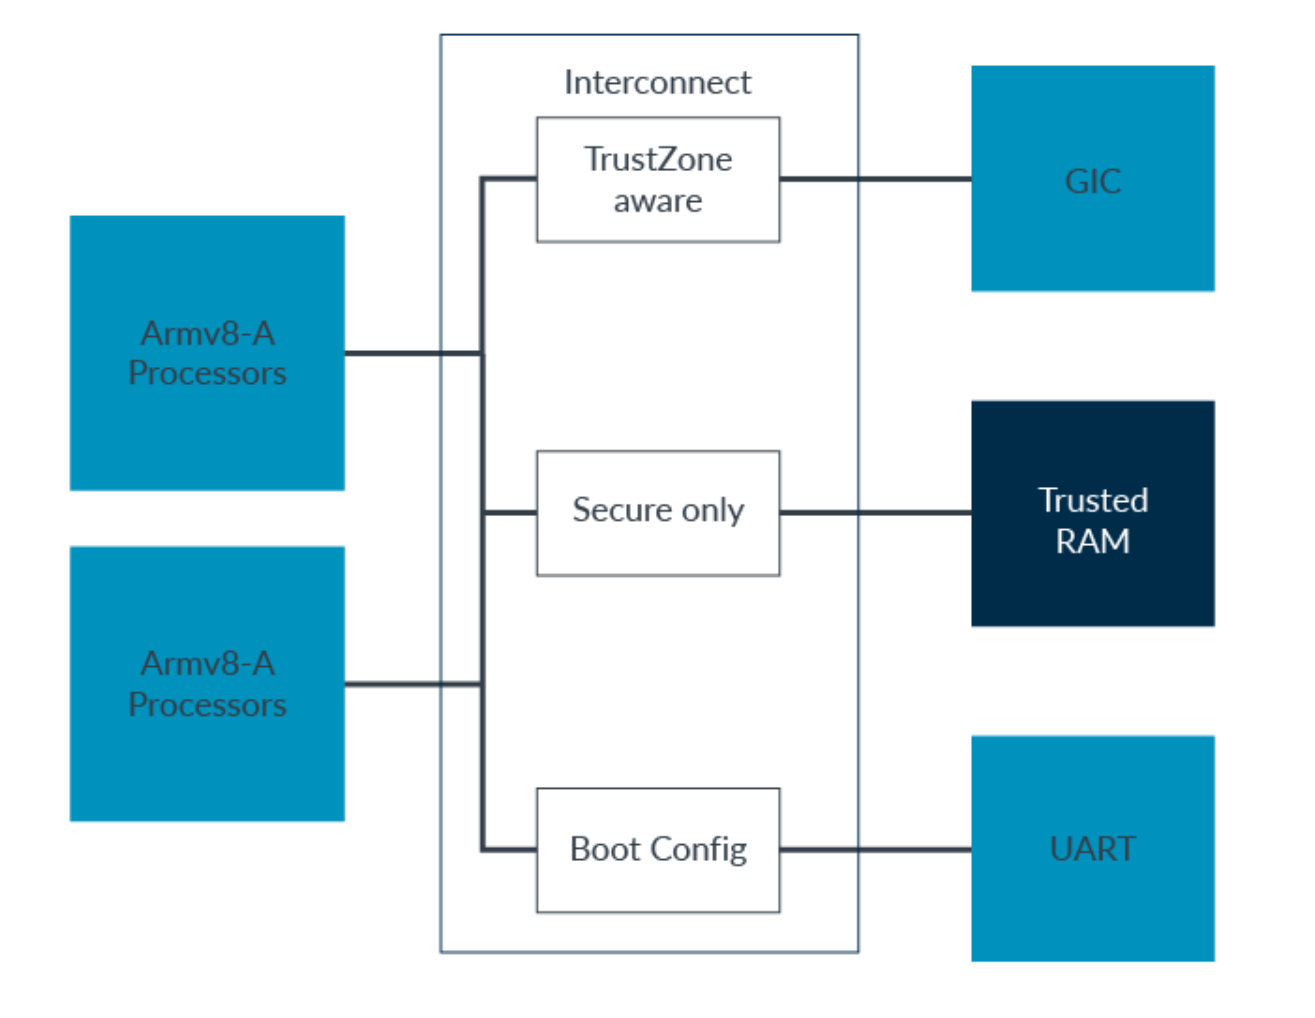 Interconnect
TrustZone
aware
GIC
Armv8-A
Processors
Secure only
Trusted
RAM
Armv8-A
Processors
Boot Config
UART